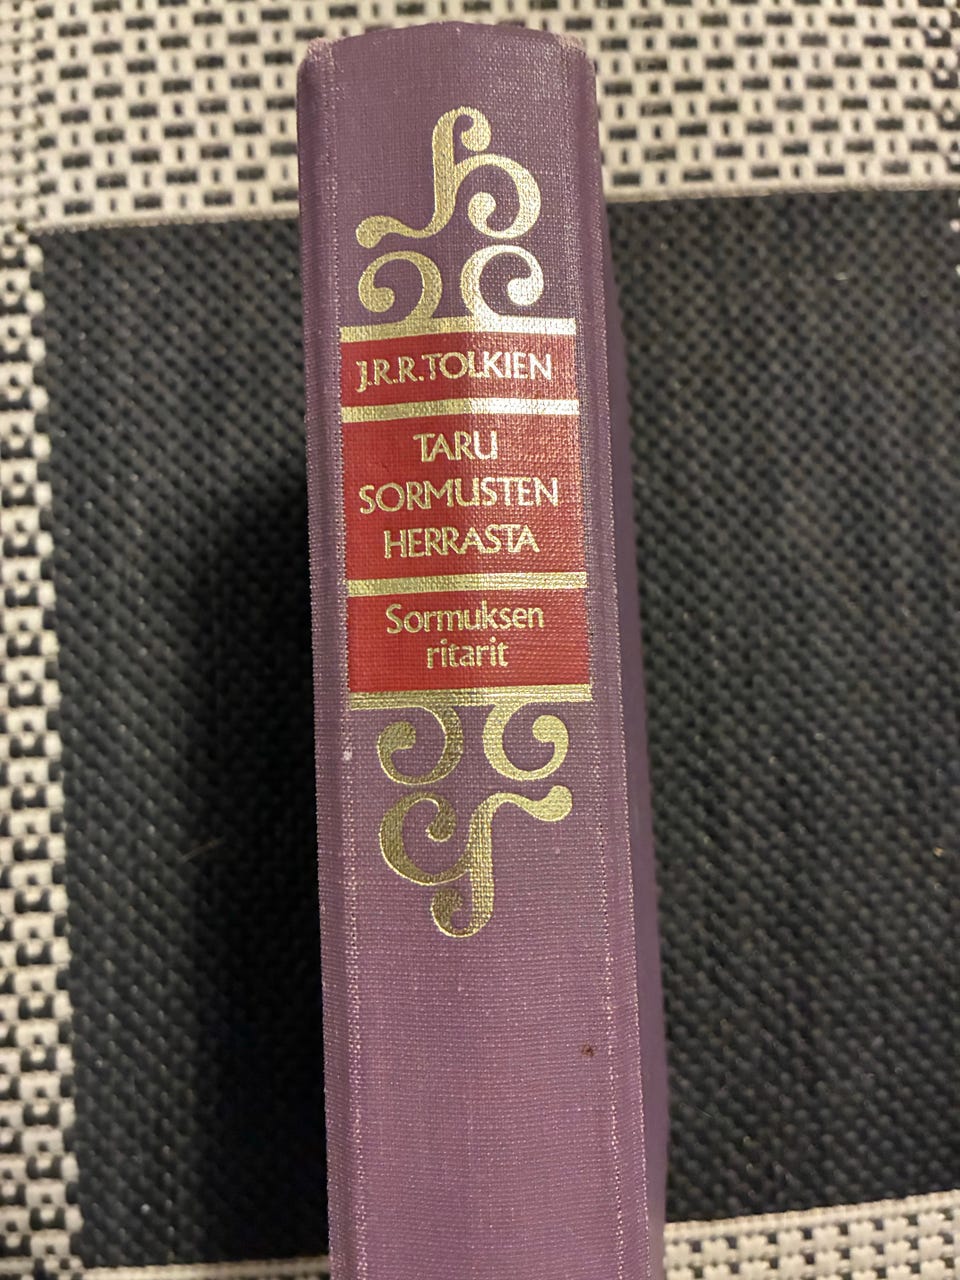 J.R.R. TOLKIEN
TARU
SORMUSTEN
HERRASTA
Sormuksen
ritarit